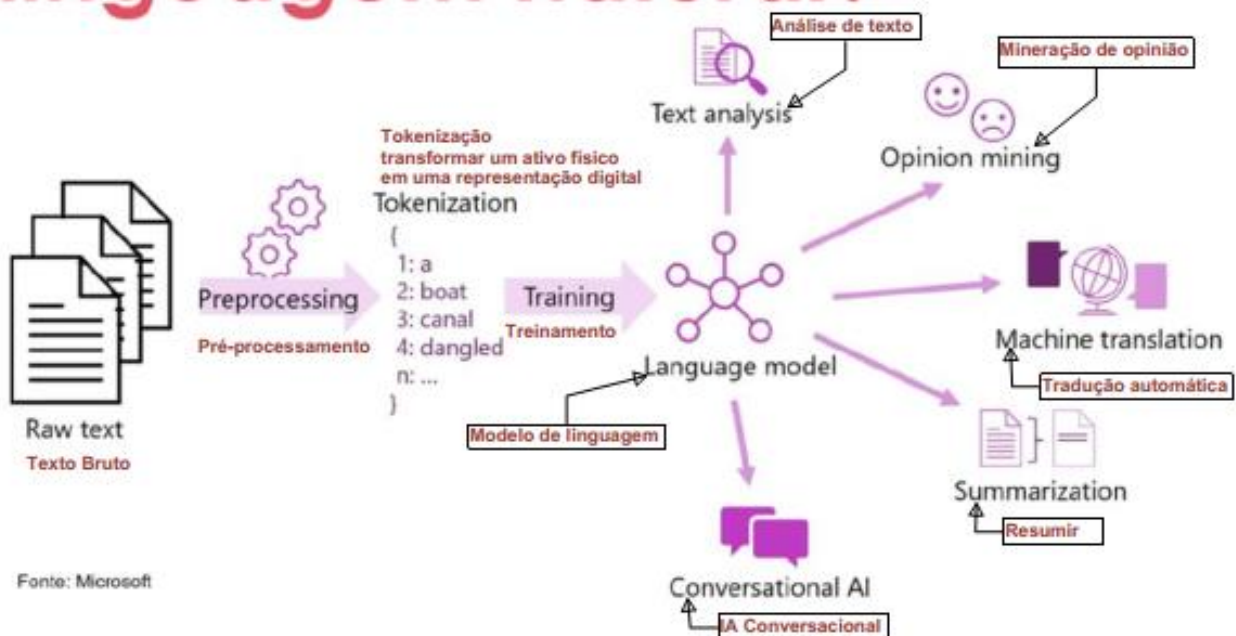 Análise de texto
Mineração de opinião
Text analysis
Opinion mining
Tokenização
transformar um ativo físico
em uma representação digital
Tokenization
{
1: a
2: boat
3: canal
4: dangled
n: ...
}
Preprocessing
Pré-processamento
Training
Treinamento
Language model
Modelo de linguagem
Machine translation
Tradução automática
Raw text
Texto Bruto
Summarization
Resumir
Conversational AI
IA Conversacional
Fonte: Microsoft